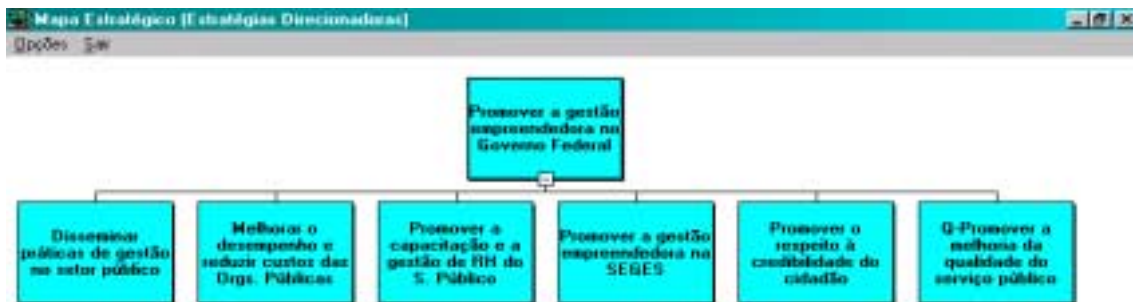 Mapa Estratégico (Estratégias Direcionadoras)
Opções Sair
Promover a gestão
empreendedora no
Governo Federal
Disseminar
práticas de gestão
no setor público
Melhorar o
desempenho e
reduzir custos das
Orgs. Públicas
Promover a
capacitação e a
gestão de RH do
S. Público
Promover a gestão
empreendedora na
SEGES
Promover o
respeito à
credibilidade do
cidadão
Q-Promover a
melhoria da
qualidade do
serviço público